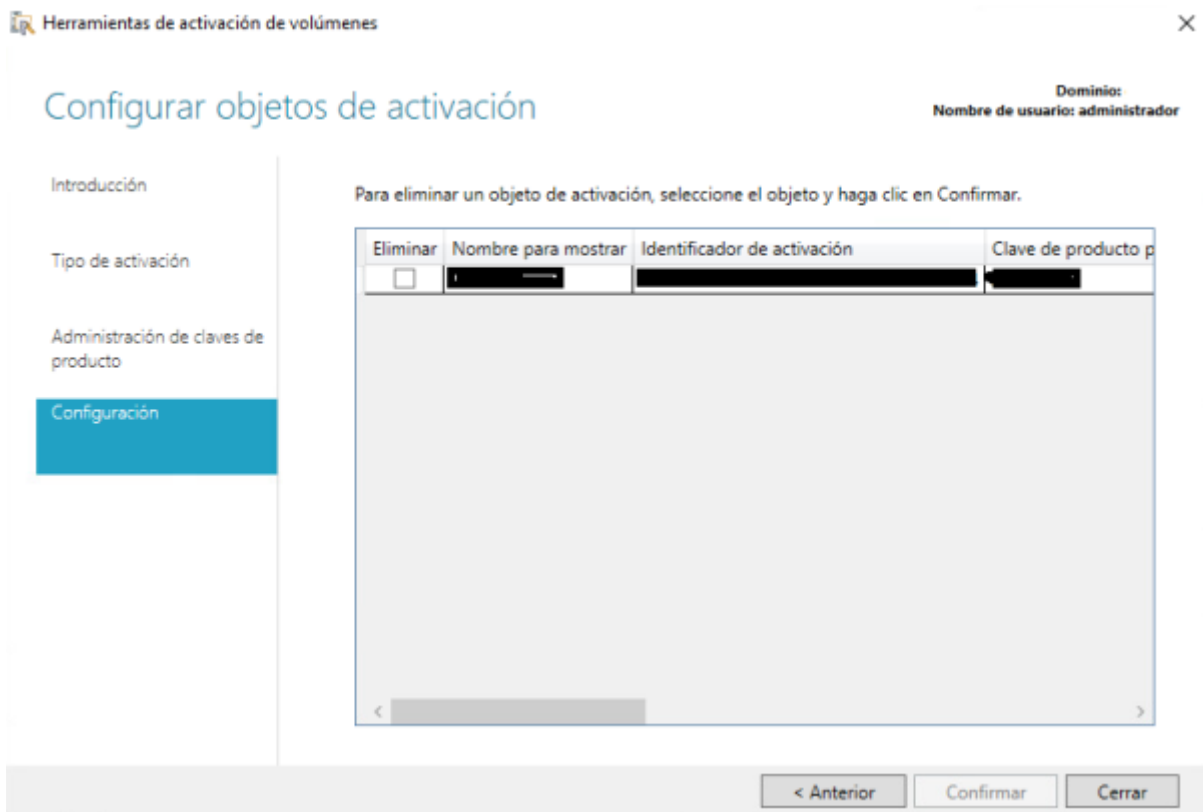 Herramientas de activación de volúmenes
Configurar objetos de activación
Dominio:
Nombre de usuario: administrador
Introducción
Tipo de activación
Administración de claves de
producto
Configuración
Para eliminar un objeto de activación, seleccione el objeto y haga clic en Confirmar.
Eliminar Nombre para mostrar Identificador de activación Clave de producto p
< Anterior Confirmar Cerrar